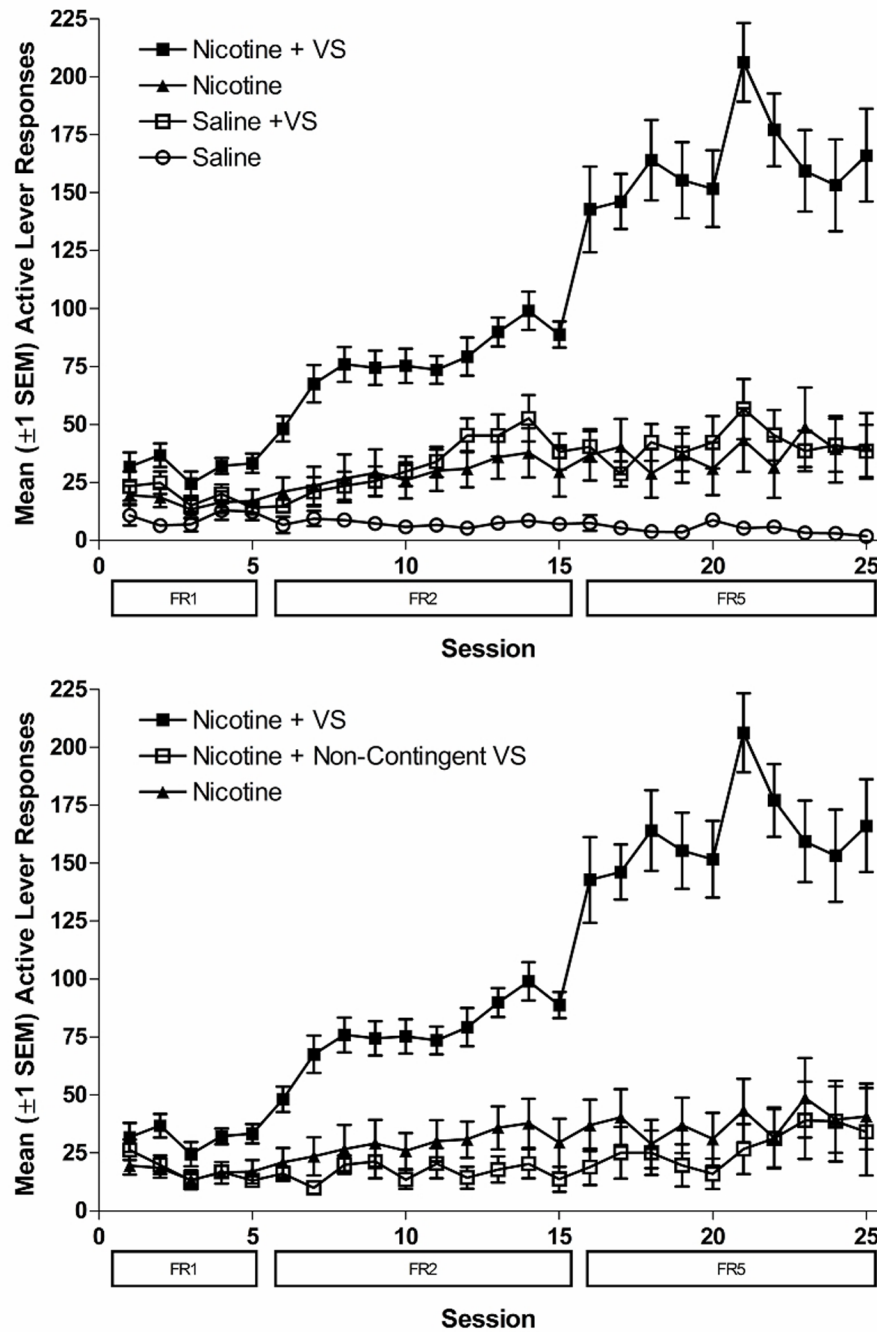 Mean (±1 SEM) Active Lever Responses
225
200
175
150
125
100
75
50
25
0
Nicotine + VS
Nicotine
Saline +VS
Saline
0 5 10 15 20 25
FR1 FR2 FR5
Session
Mean (±1 SEM) Active Lever Responses
225
200
175
150
125
100
75
50
25
0
Nicotine + VS
Nicotine + Non-Contingent VS
Nicotine
0 5 10 15 20 25
FR1 FR2 FR5
Session